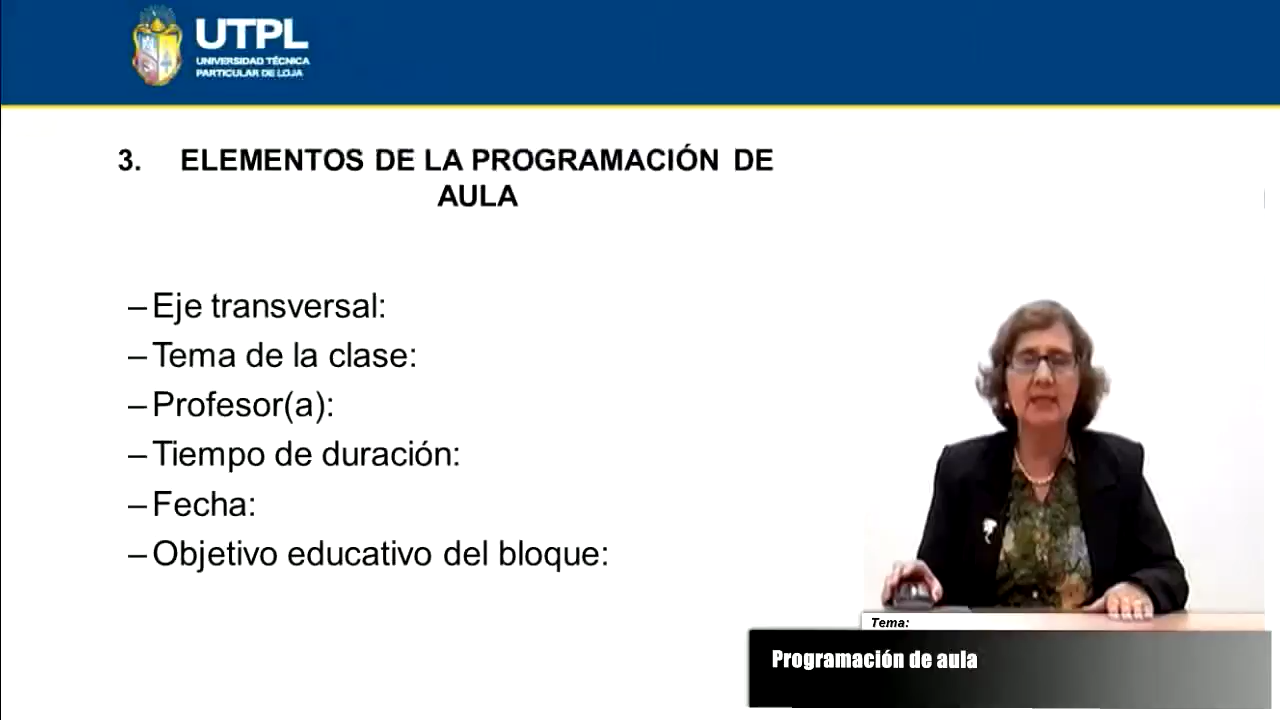 UTPL
UNIVERSIDAD TÉCNICA
PARTICULAR DE LOJA
3. ELEMENTOS DE LA PROGRAMACIÓN DE
AULA
– Eje transversal:
– Tema de la clase:
– Profesor(a):
– Tiempo de duración:
– Fecha:
– Objetivo educativo del bloque:
Tema:
Programación de aula